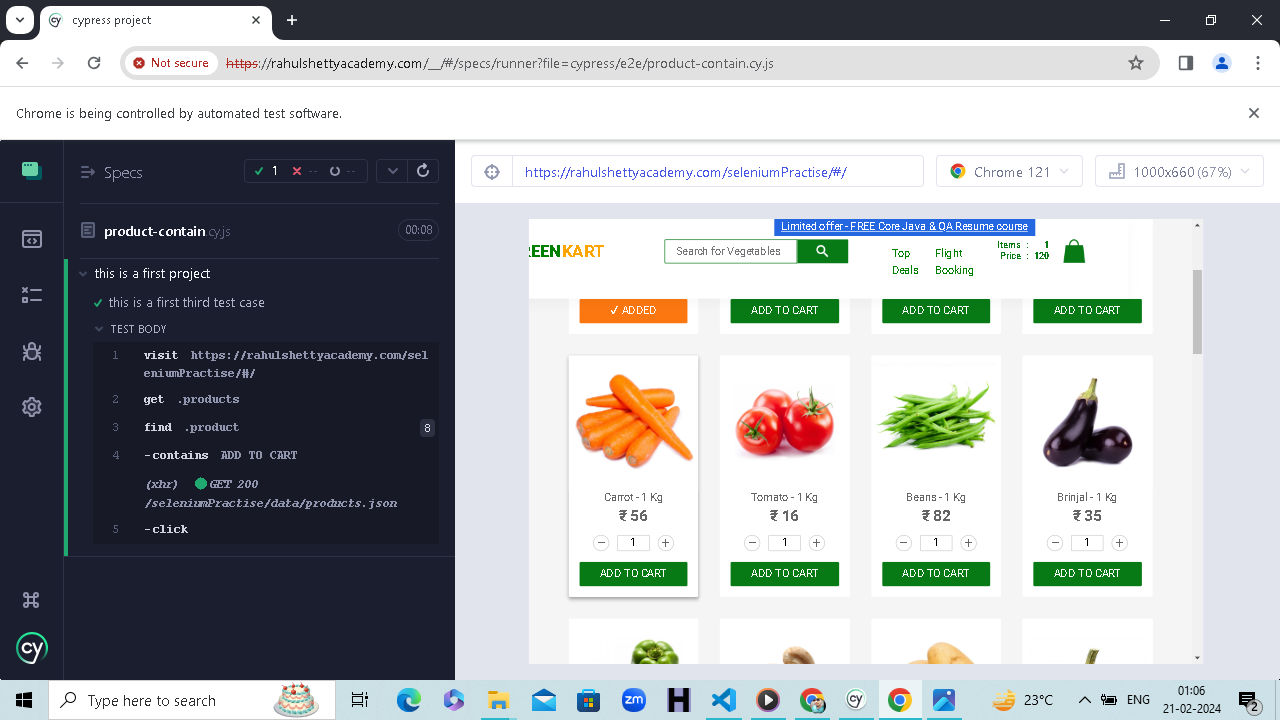 cypress project
Not secure
https://rahulshettyacademy.com/__/#/specs/runner?file=cypress/e2e/product-contain.cy.js
Chrome is being controlled by automated test software.
Specs
1 -- --
https://rahulshettyacademy.com/seleniumPractise/#/
Chrome 121
1000x660 (67%)
product-contain.cy.js
00:08
this is a first project
this is a first third test case
TEST BODY
1 visit https://rahulshettyacademy.com/sel
eniumPractise/#/
2 get .products
3 find .product 8
4 -contains ADD TO CART
(xhr) GET 200
/seleniumPractise/data/products.json
5 -click
cy
Limited offer - FREE Core Java & QA Resume course
REENKART
Search for Vegetables
Top
Deals
Flight
Booking
Items : 1
Price : 120
✓ ADDED
ADD TO CART
ADD TO CART
ADD TO CART
Carrot - 1 Kg
₹ 56
− 1 +
ADD TO CART
Tomato - 1 Kg
₹ 16
− 1 +
ADD TO CART
Beans - 1 Kg
₹ 82
− 1 +
ADD TO CART
Brinjal - 1 Kg
₹ 35
− 1 +
ADD TO CART
Type here to search
zm
H
cy
23°C
ENG
01:06
21-02-2024
2